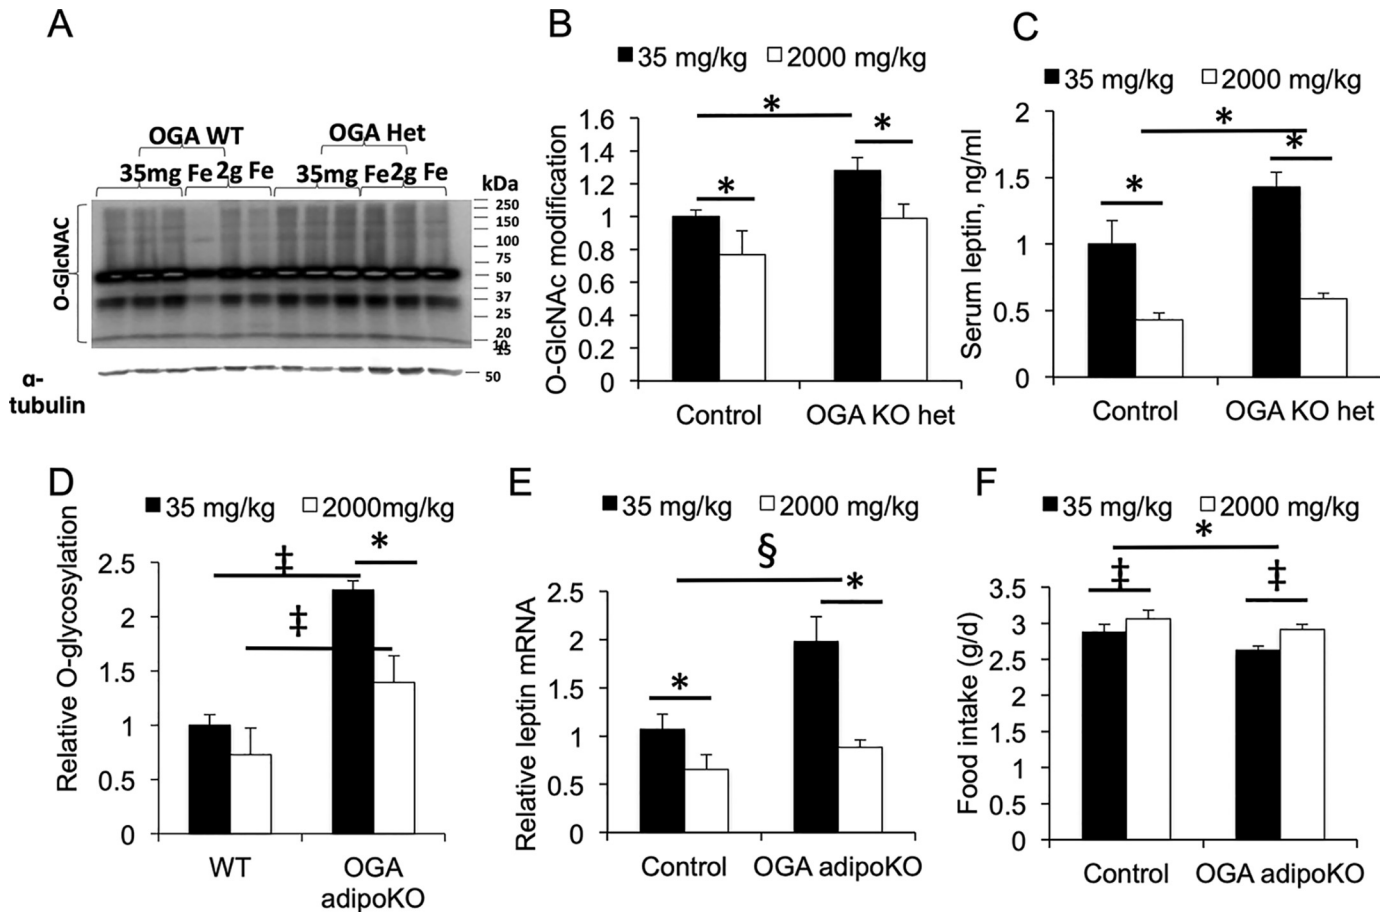 A
OGA WT
OGA Het
35mg Fe 2g Fe
35mg Fe 2g Fe
kDa
250
150
100
75
50
37
25
20
10
15
O-GlcNAC
α-
tubulin
50
B
35 mg/kg 2000 mg/kg
O-GlcNAc modification
1.6
1.4
1.2
1
0.8
0.6
0.4
0.2
0
*
*
*
Control OGA KO het
C
35 mg/kg 2000 mg/kg
Serum leptin, ng/ml
2
1.5
1
0.5
0
*
*
*
Control OGA KO het
D
35 mg/kg 2000mg/kg
Relative O-glycosylation
2.5
2
1.5
1
0.5
0
‡
*
‡
WT OGA
adipoKO
E
35 mg/kg 2000 mg/kg
Relative leptin mRNA
2.5
2
1.5
1
0.5
0
§
*
*
Control OGA adipoKO
F
35 mg/kg 2000 mg/kg
Food intake (g/d)
3.5
3
2.5
2
1.5
1
0.5
0
*
‡
‡
Control OGA adipoKO